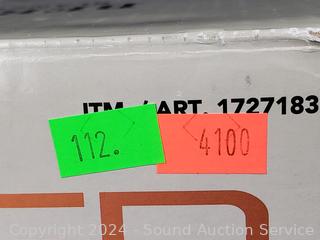 ITM. / ART. 1727183
112. 4100
Copyright 2024 - Sound Auction Service